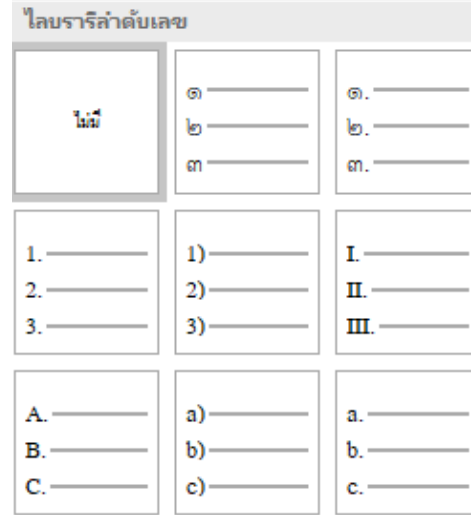 ไลบรารีลำดับเลข
ไม่มี
๑
๒
๓
๑.
๒.
๓.
1.
2.
3.
1)
2)
3)
I.
II.
III.
A.
B.
C.
a)
b)
c)
a.
b.
c.